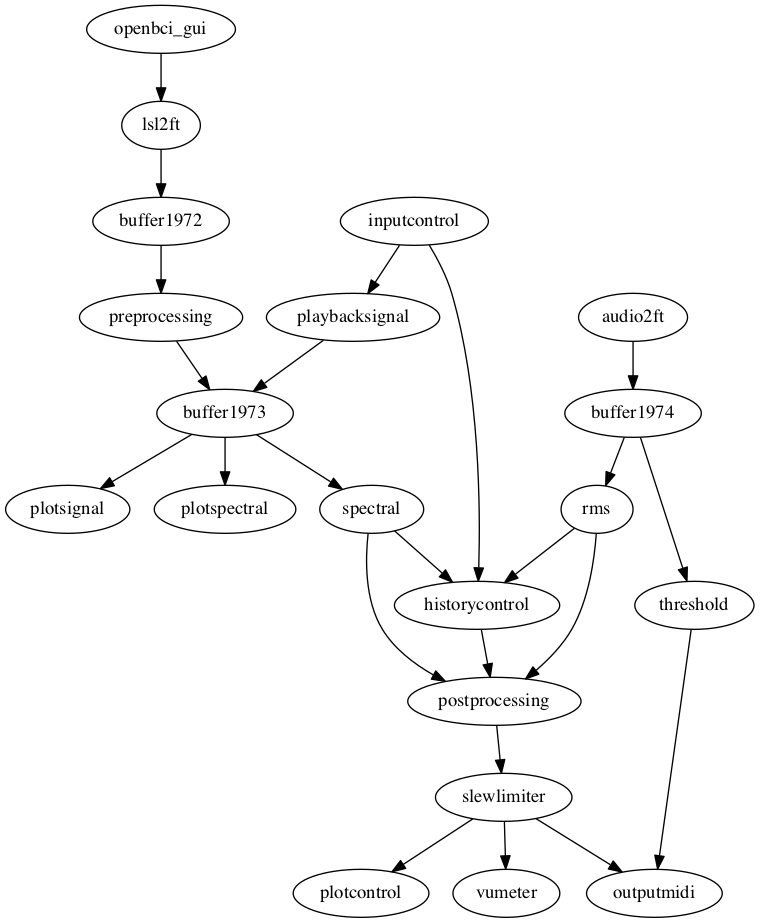 openbci_gui
lsl2ft
buffer1972
inputcontrol
preprocessing
playbacksignal
audio2ft
buffer1973
buffer1974
plotsignal
plotspectral
spectral
rms
historycontrol
threshold
postprocessing
slewlimiter
plotcontrol
vumeter
outputmidi